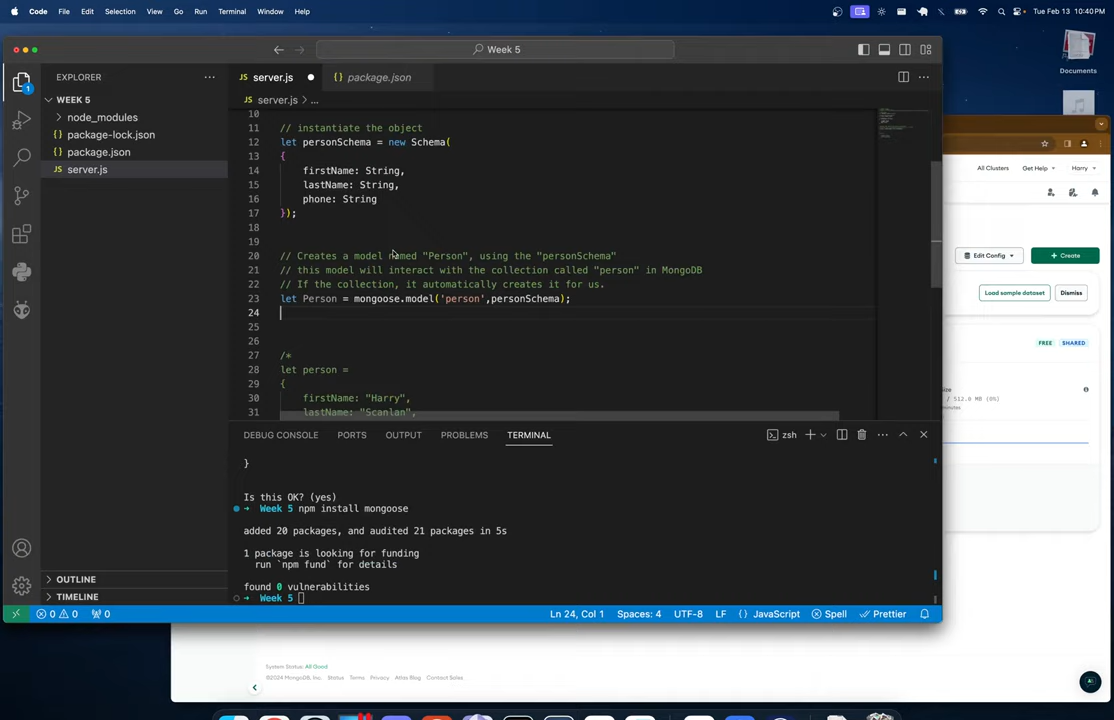 Code File Edit Selection View Go Run Terminal Window Help Tue Feb 13 10:40 PM
Week 5
Documents
EXPLORER
WEEK 5
node_modules
package-lock.json
package.json
server.js
OUTLINE
TIMELINE
1
JS server.js
{} package.json
JS server.js > ...
10
11 // instantiate the object
12 let personSchema = new Schema(
13 {
14 firstName: String,
15 lastName: String,
16 phone: String
17 });
18
19
20 // Creates a model named "Person", using the "personSchema"
21 // this model will interact with the collection called "person" in MongoDB
22 // If the collection, it automatically creates it for us.
23 let Person = mongoose.model('person',personSchema);
24
25
26
27 /*
28 let person =
29 {
30 firstName: "Harry",
31 lastName: "Scanlan",
DEBUG CONSOLE PORTS OUTPUT PROBLEMS TERMINAL zsh
}
Is this OK? (yes)
➜ Week 5 npm install mongoose
added 20 packages, and audited 21 packages in 5s
1 package is looking for funding
run `npm fund` for details
found 0 vulnerabilities
➜ Week 5
0 0 0 Ln 24, Col 1 Spaces: 4 UTF-8 LF {} JavaScript Spell Prettier
All Clusters Get Help Harry
Edit Config + Create
Load sample dataset Dismiss
FREE SHARED
/ 512.0 MB (0%)
System Status: All Good
©2024 MongoDB, Inc. Status Terms Privacy Atlas Blog Contact Sales